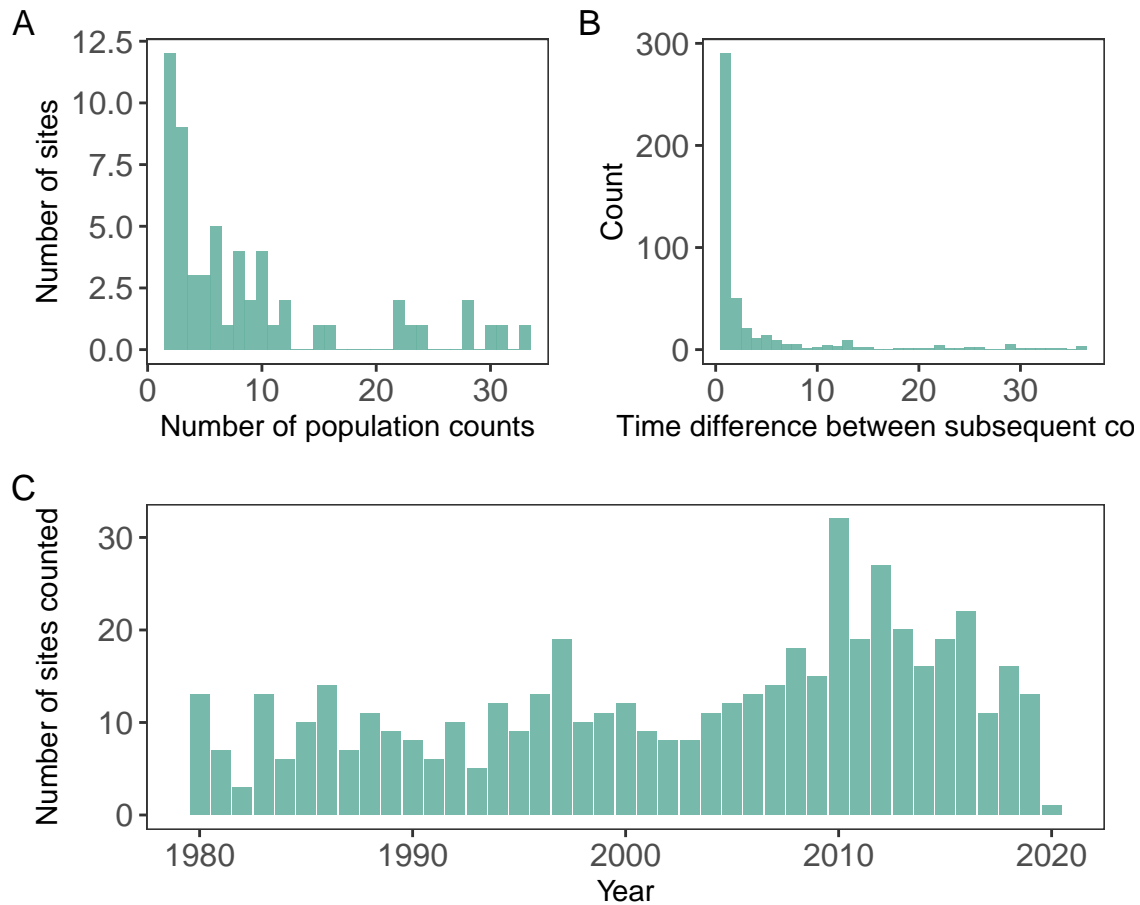 A
Number of sites
12.5
10.0
7.5
5.0
2.5
0.0
0 10 20 30
Number of population counts
B
Count
300
200
100
0
0 10 20 30
Time difference between subsequent co
C
Number of sites counted
30
20
10
0
1980 1990 2000 2010 2020
Year